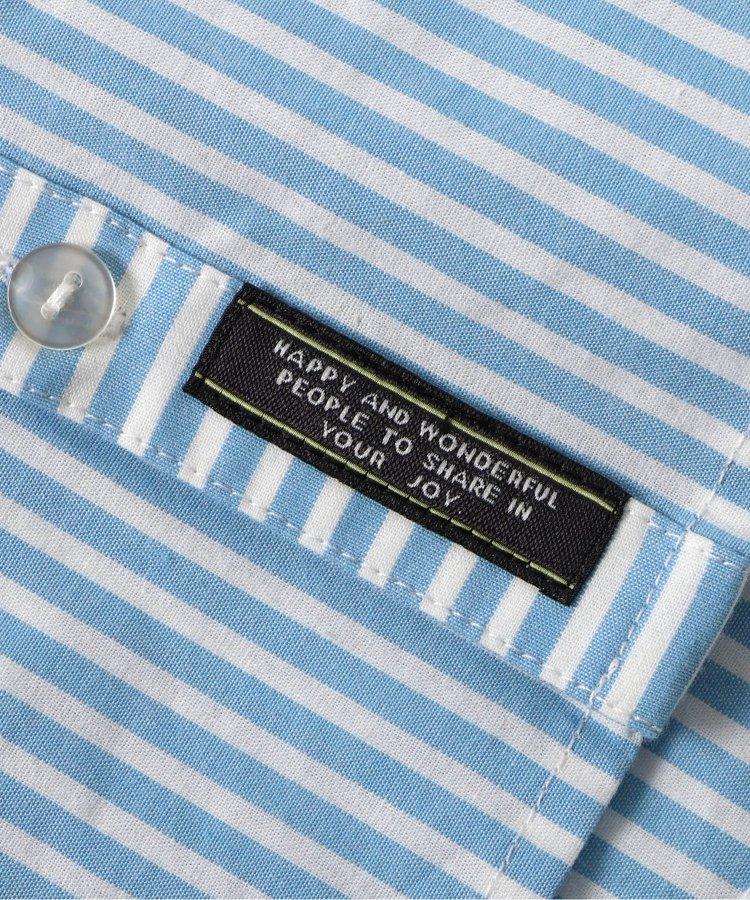 HAPPY AND WONDERFUL
PEOPLE TO SHARE IN
YOUR JOY